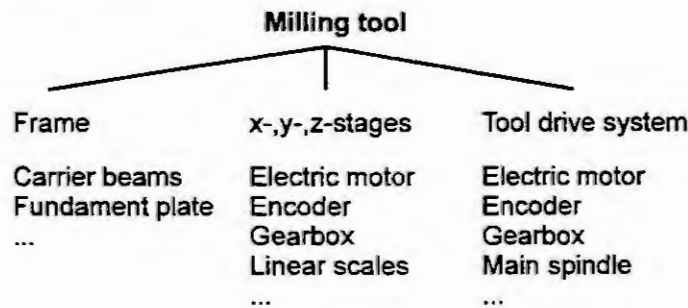 Milling tool
Frame
Carrier beams
Fundament plate
...
x-,y-,z-stages
Electric motor
Encoder
Gearbox
Linear scales
...
Tool drive system
Electric motor
Encoder
Gearbox
Main spindle
...